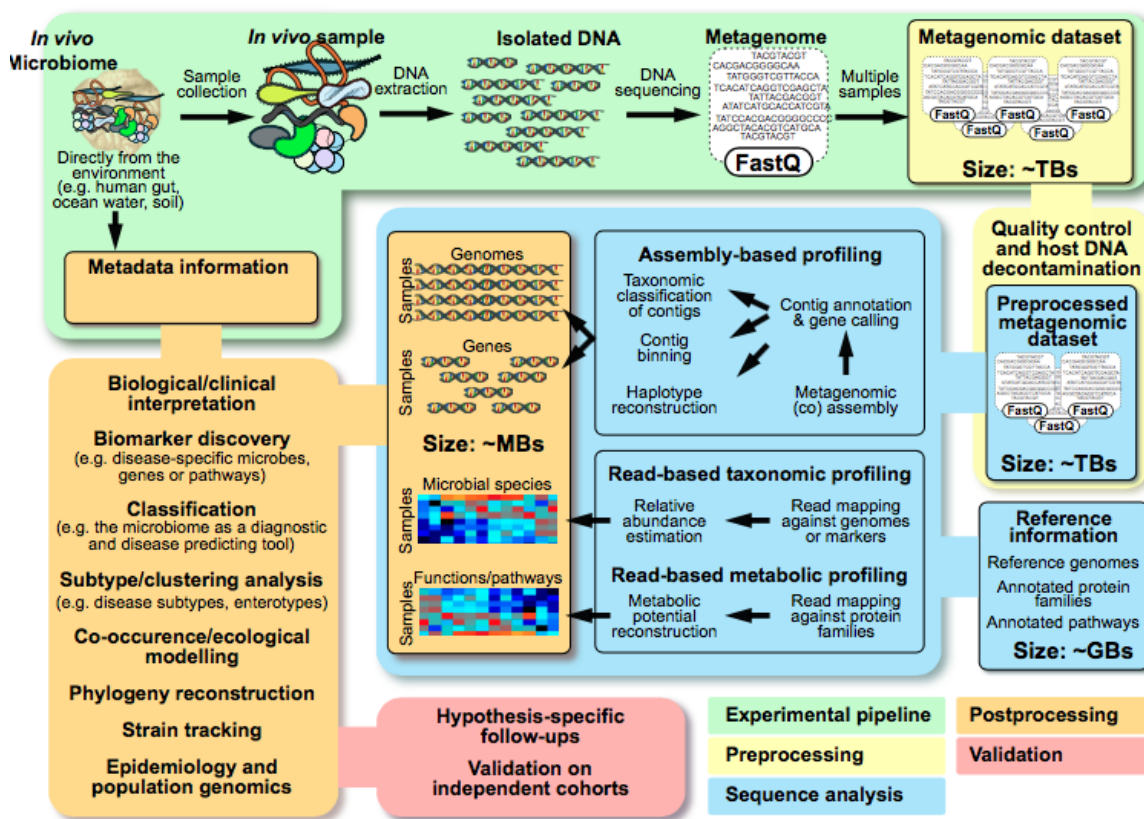 In vivo
Microbiome
Sample
collection
In vivo sample
DNA
extraction
Isolated DNA
DNA
sequencing
Metagenome
TACGTACGT
CACGACGGGGCAA
TATGGGTCGTTACCA
TCACATCAGGTCGAGCTA
TATTACGACGGT
ATATCATGCACCATCGTA
TATCCACGACGGGGCCCC
AGGCTACACGTCATGCA
TACGTACGT
FastQ
Multiple
samples
Metagenomic dataset
FastQ
FastQ
FastQ
FastQ
FastQ
Size: ~TBs
Directly from the
environment
(e.g. human gut,
ocean water, soil)
Metadata information
Quality control
and host DNA
decontamination
Preprocessed
metagenomic
dataset
FastQ
FastQ
FastQ
Size: ~TBs
Samples
Genomes
Samples
Genes
Size: ~MBs
Microbial species
Samples
Functions/pathways
Samples
Assembly-based profiling
Taxonomic
classification
of contigs
Contig
binning
Haplotype
reconstruction
Contig annotation
& gene calling
Metagenomic
(co) assembly
Read-based taxonomic profiling
Relative
abundance
estimation
Read mapping
against genomes
or markers
Read-based metabolic profiling
Metabolic
potential
reconstruction
Read mapping
against protein
families
Reference
information
Reference genomes
Annotated protein
families
Annotated pathways
Size: ~GBs
Biological/clinical
interpretation
Biomarker discovery
(e.g. disease-specific microbes,
genes or pathways)
Classification
(e.g. the microbiome as a diagnostic
and disease predicting tool)
Subtype/clustering analysis
(e.g. disease subtypes, enterotypes)
Co-occurence/ecological
modelling
Phylogeny reconstruction
Strain tracking
Epidemiology and
population genomics
Hypothesis-specific
follow-ups
Validation on
independent cohorts
Experimental pipeline
Preprocessing
Sequence analysis
Postprocessing
Validation